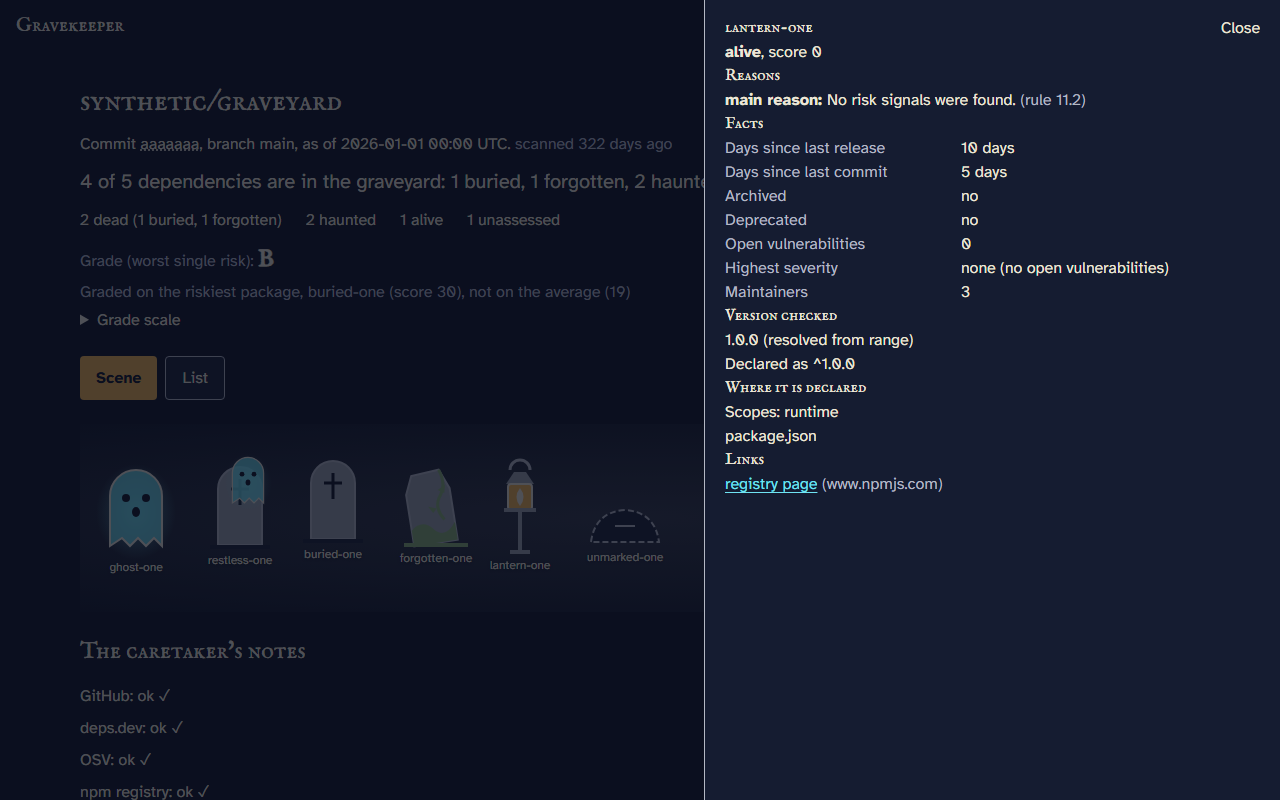 Gravekeeper
synthetic/graveyard
Commit aaaaaaa, branch main, as of 2026-01-01 00:00 UTC. scanned 322 days ago
4 of 5 dependencies are in the graveyard: 1 buried, 1 forgotten, 2 haunte
2 dead (1 buried, 1 forgotten) 2 haunted 1 alive 1 unassessed
Grade (worst single risk): B
Graded on the riskiest package, buried-one (score 30), not on the average (19)
▶ Grade scale
Scene List
ghost-one
restless-one
buried-one
forgotten-one
lantern-one
unmarked-one
The caretaker's notes
GitHub: ok ✓
deps.dev: ok ✓
OSV: ok ✓
npm registry: ok ✓
lantern-one
Close
alive, score 0
Reasons
main reason: No risk signals were found. (rule 11.2)
Facts
Days since last release 10 days
Days since last commit 5 days
Archived no
Deprecated no
Open vulnerabilities 0
Highest severity none (no open vulnerabilities)
Maintainers 3
Version checked
1.0.0 (resolved from range)
Declared as ^1.0.0
Where it is declared
Scopes: runtime
package.json
Links
registry page (www.npmjs.com)